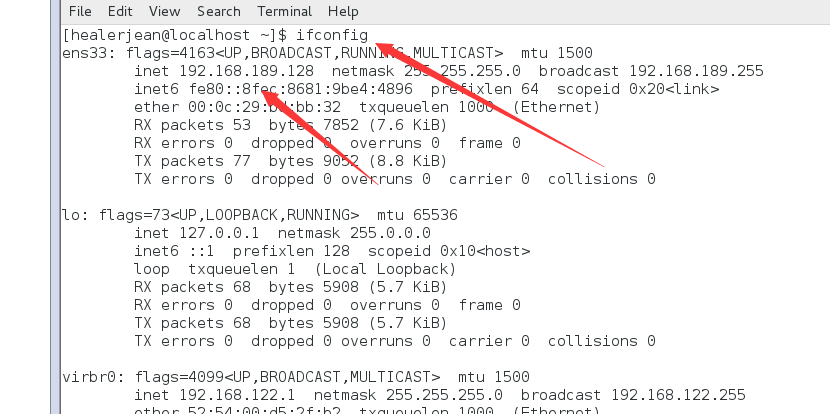 File Edit View Search Terminal Help
[healerjean@localhost ~]$ ifconfig
ens33: flags=4163<UP,BROADCAST,RUNNING,MULTICAST> mtu 1500
inet 192.168.189.128 netmask 255.255.255.0 broadcast 192.168.189.255
inet6 fe80::8fec:8681:9be4:4896 prefixlen 64 scopeid 0x20<link>
ether txqueuelen 1000 (Ethernet)
RX packets 53 bytes 7852 (7.6 KiB)
RX errors 0 dropped 0 overruns 0 frame 0
TX packets 77 bytes 9052 (8.8 KiB)
TX errors 0 dropped 0 overruns 0 carrier 0 collisions 0
lo: flags=73<UP,LOOPBACK,RUNNING> mtu 65536
inet 127.0.0.1 netmask 255.0.0.0
inet6 ::1 prefixlen 128 scopeid 0x10<host>
loop txqueuelen 1 (Local Loopback)
RX packets 68 bytes 5908 (5.7 KiB)
RX errors 0 dropped 0 overruns 0 frame 0
TX packets 68 bytes 5908 (5.7 KiB)
TX errors 0 dropped 0 overruns 0 carrier 0 collisions 0
virbr0: flags=4099<UP,BROADCAST,MULTICAST> mtu 1500
inet 192.168.122.1 netmask 255.255.255.0 broadcast 192.168.122.255
ether 52:54:00:d5:2f:b2 txqueuelen 1000 (Ethernet)